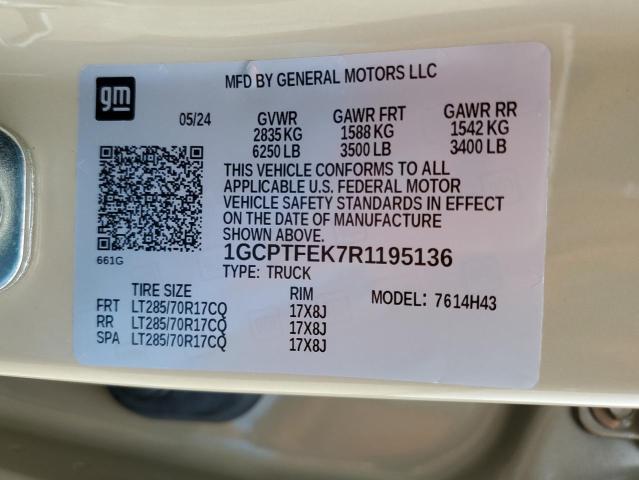 gm
MFD BY GENERAL MOTORS LLC
05/24 GVWR GAWR FRT GAWR RR
2835 KG 1588 KG 1542 KG
6250 LB 3500 LB 3400 LB
THIS VEHICLE CONFORMS TO ALL
APPLICABLE U.S. FEDERAL MOTOR
VEHICLE SAFETY STANDARDS IN EFFECT
ON THE DATE OF MANUFACTURE
SHOWN ABOVE.
661G
1GCPTFEK7R1195136
TYPE: TRUCK
TIRE SIZE RIM MODEL: 7614H43
FRT LT285/70R17CQ 17X8J
RR LT285/70R17CQ 17X8J
SPA LT285/70R17CQ 17X8J